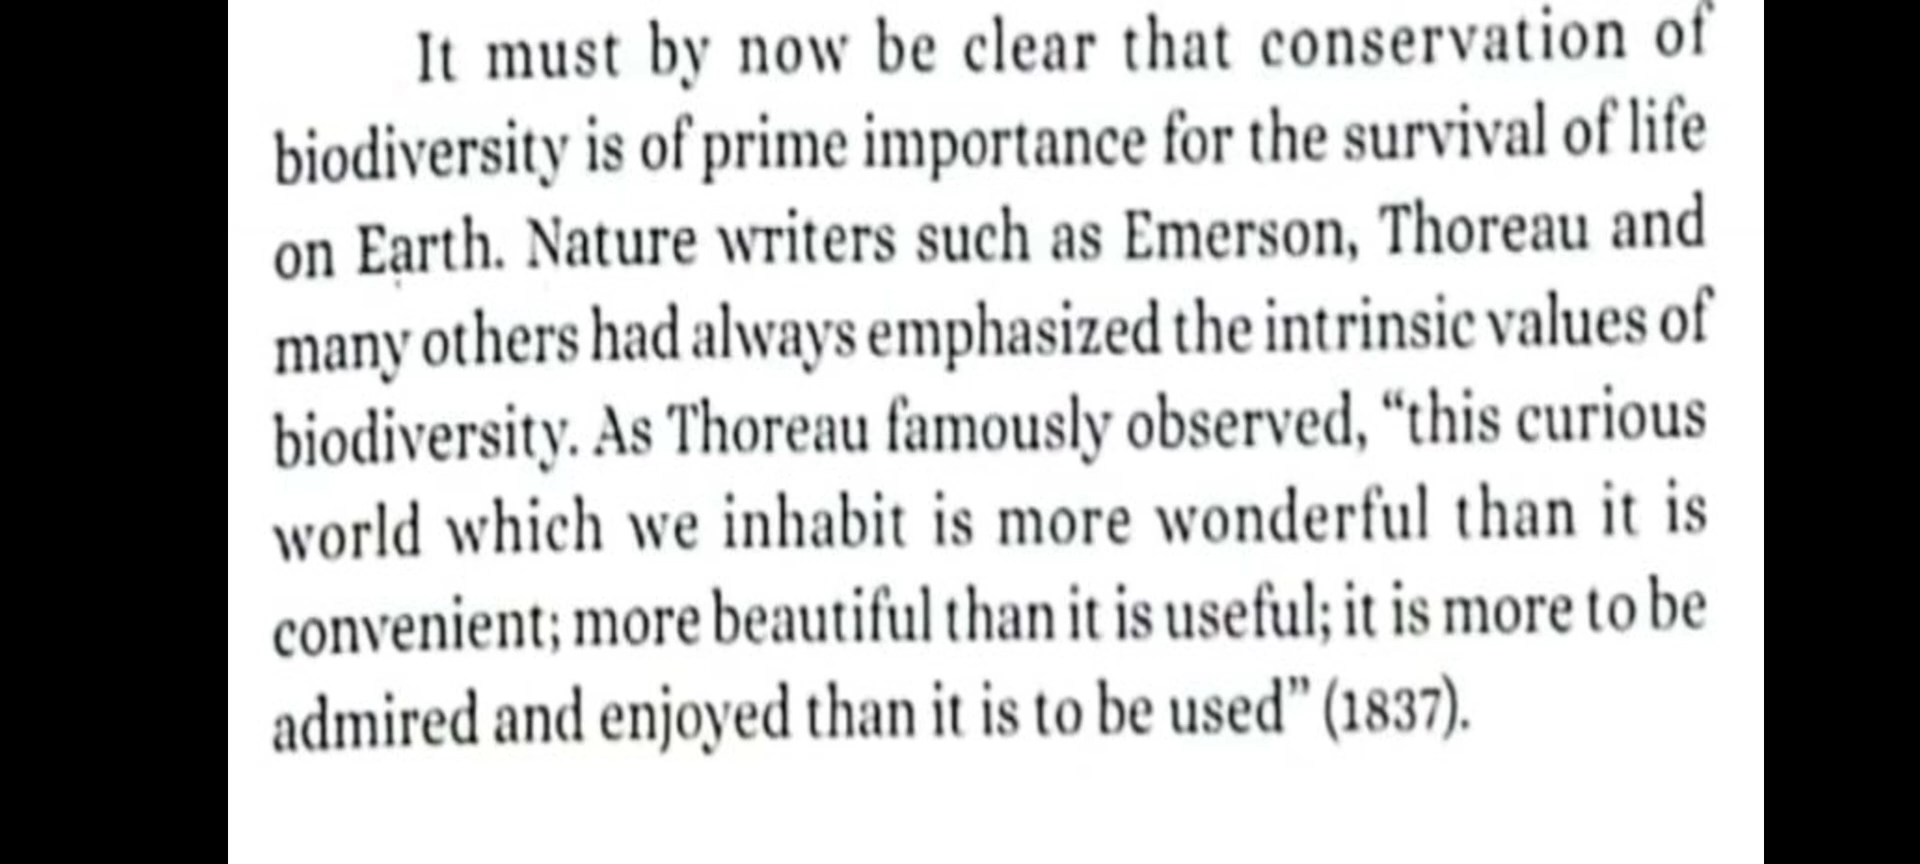 It must by now be clear that conservation of
biodiversity is of prime importance for the survival of life
on Earth. Nature writers such as Emerson, Thoreau and
many others had always emphasized the intrinsic values of
biodiversity. As Thoreau famously observed, “this curious
world which we inhabit is more wonderful than it is
convenient; more beautiful than it is useful; it is more to be
admired and enjoyed than it is to be used” (1837).